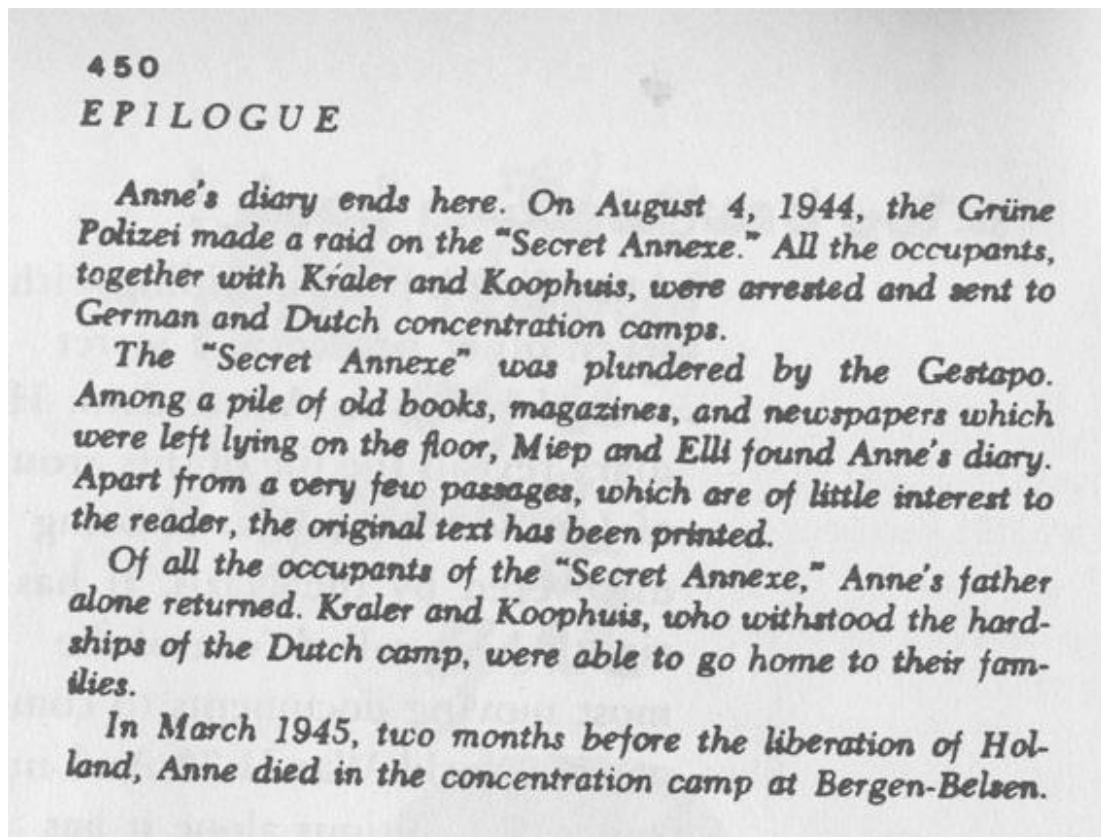 450
EPILOGUE
Anne's diary ends here. On August 4, 1944, the Grüne
Polizei made a raid on the "Secret Annexe." All the occupants,
together with Kraler and Koophuis, were arrested and sent to
German and Dutch concentration camps.
The "Secret Annexe" was plundered by the Gestapo.
Among a pile of old books, magazines, and newspapers which
were left lying on the floor, Miep and Elli found Anne's diary.
Apart from a very few passages, which are of little interest to
the reader, the original text has been printed.
Of all the occupants of the "Secret Annexe," Anne's father
alone returned. Kraler and Koophuis, who withstood the hard-
ships of the Dutch camp, were able to go home to their fam-
ilies.
In March 1945, two months before the liberation of Hol-
land, Anne died in the concentration camp at Bergen-Belsen.